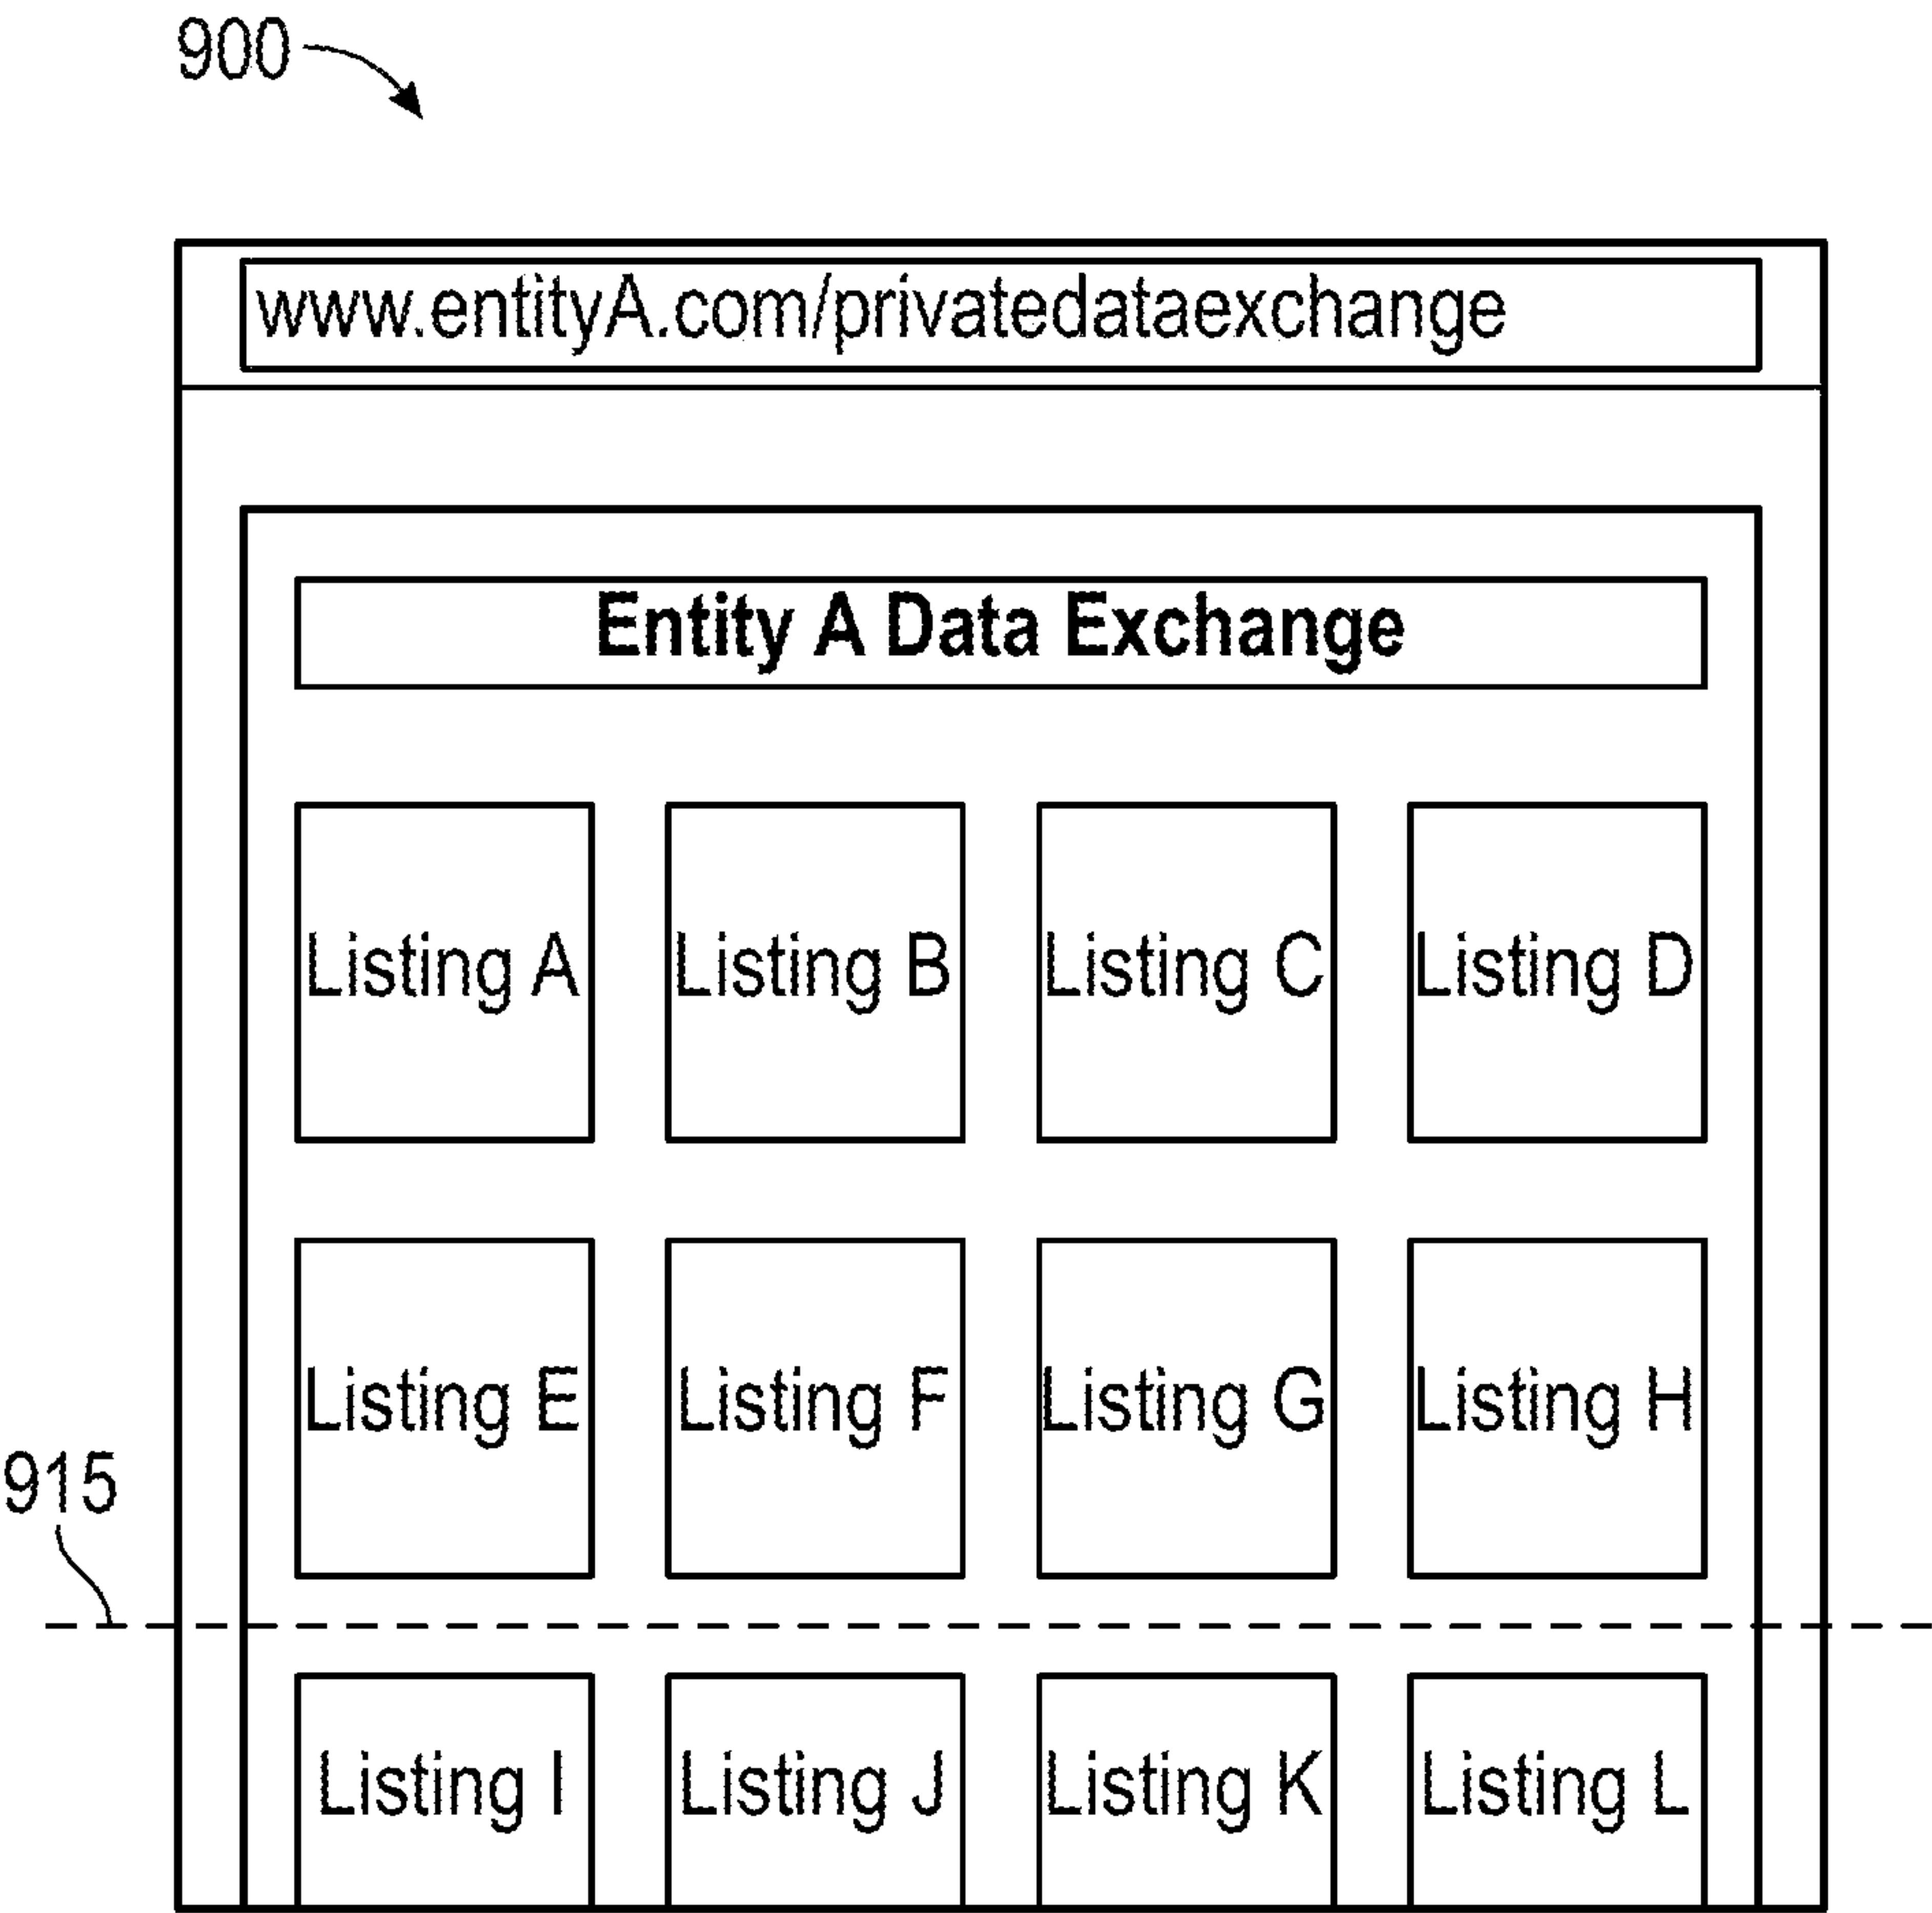 900
www.entityA.com/privatedataexchange
Entity A Data Exchange
Listing A Listing B Listing C Listing D
Listing E Listing F Listing G Listing H
915
Listing I Listing J Listing K Listing L